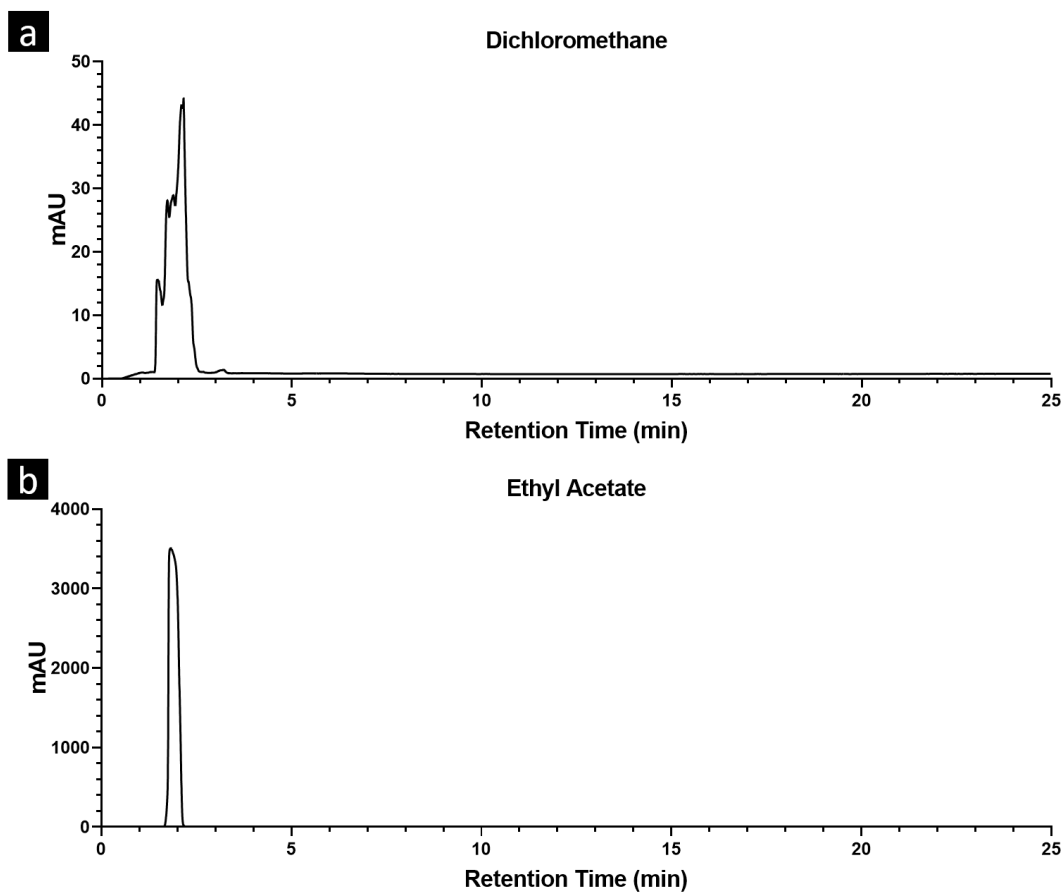 a
Dichloromethane
50
40
30
20
10
0
mAU
0 5 10 15 20 25
Retention Time (min)
b
Ethyl Acetate
4000
3000
2000
1000
0
mAU
0 5 10 15 20 25
Retention Time (min)